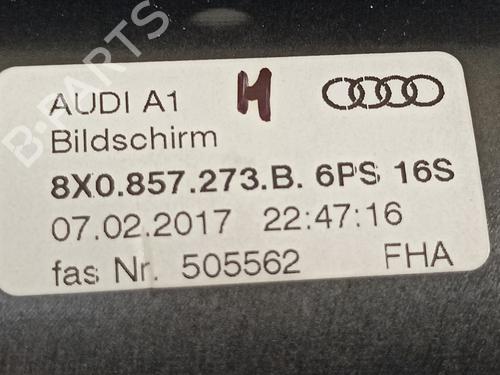 B-PARTS
AUDI A1 H
Bildschirm
8X0.857.273.B. 6PS 16S
07.02.2017 22:47:16
fas Nr. 505562 FHA